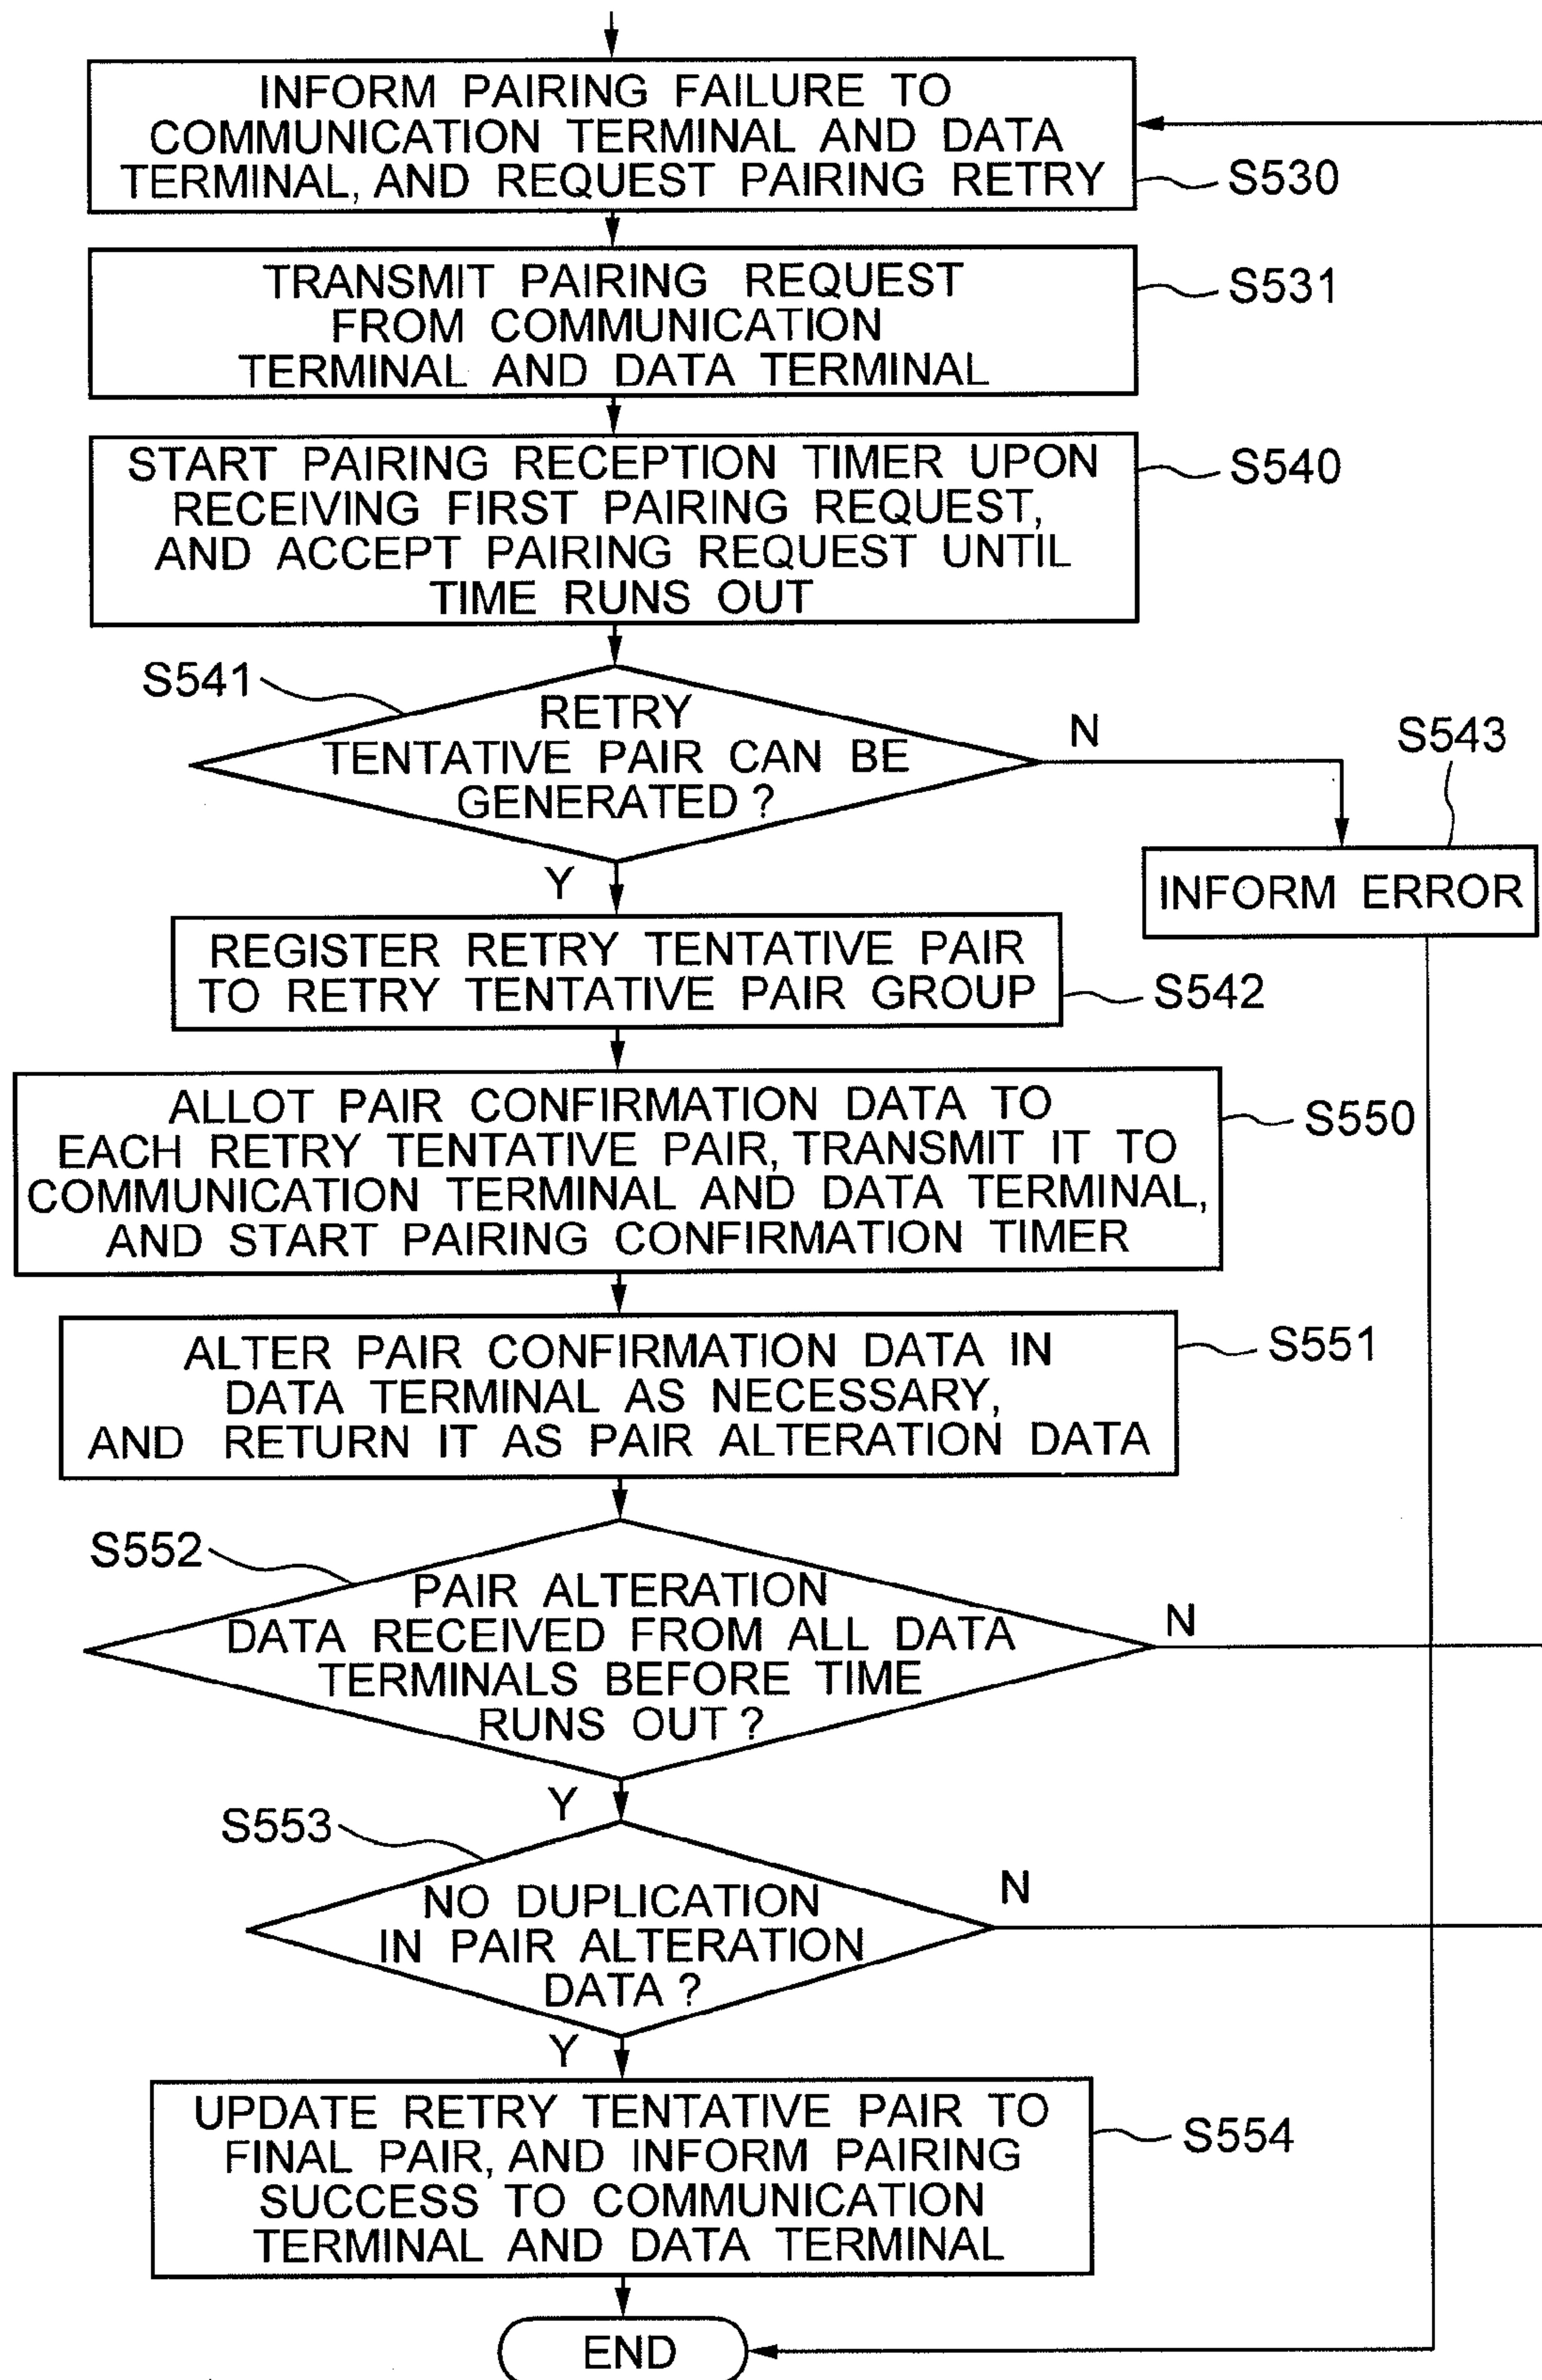 INFORM PAIRING FAILURE TO
COMMUNICATION TERMINAL AND DATA
TERMINAL, AND REQUEST PAIRING RETRY
S530
TRANSMIT PAIRING REQUEST
FROM COMMUNICATION
TERMINAL AND DATA TERMINAL
S531
START PAIRING RECEPTION TIMER UPON
RECEIVING FIRST PAIRING REQUEST,
AND ACCEPT PAIRING REQUEST UNTIL
TIME RUNS OUT
S540
S541
RETRY
TENTATIVE PAIR CAN BE
GENERATED ?
N
S543
Y
INFORM ERROR
REGISTER RETRY TENTATIVE PAIR
TO RETRY TENTATIVE PAIR GROUP
S542
ALLOT PAIR CONFIRMATION DATA TO
EACH RETRY TENTATIVE PAIR, TRANSMIT IT TO
COMMUNICATION TERMINAL AND DATA TERMINAL,
AND START PAIRING CONFIRMATION TIMER
S550
ALTER PAIR CONFIRMATION DATA IN
DATA TERMINAL AS NECESSARY,
AND RETURN IT AS PAIR ALTERATION DATA
S551
S552
PAIR ALTERATION
DATA RECEIVED FROM ALL DATA
TERMINALS BEFORE TIME
RUNS OUT ?
N
Y
S553
NO DUPLICATION
IN PAIR ALTERATION
DATA ?
N
Y
UPDATE RETRY TENTATIVE PAIR TO
FINAL PAIR, AND INFORM PAIRING
SUCCESS TO COMMUNICATION
TERMINAL AND DATA TERMINAL
S554
END